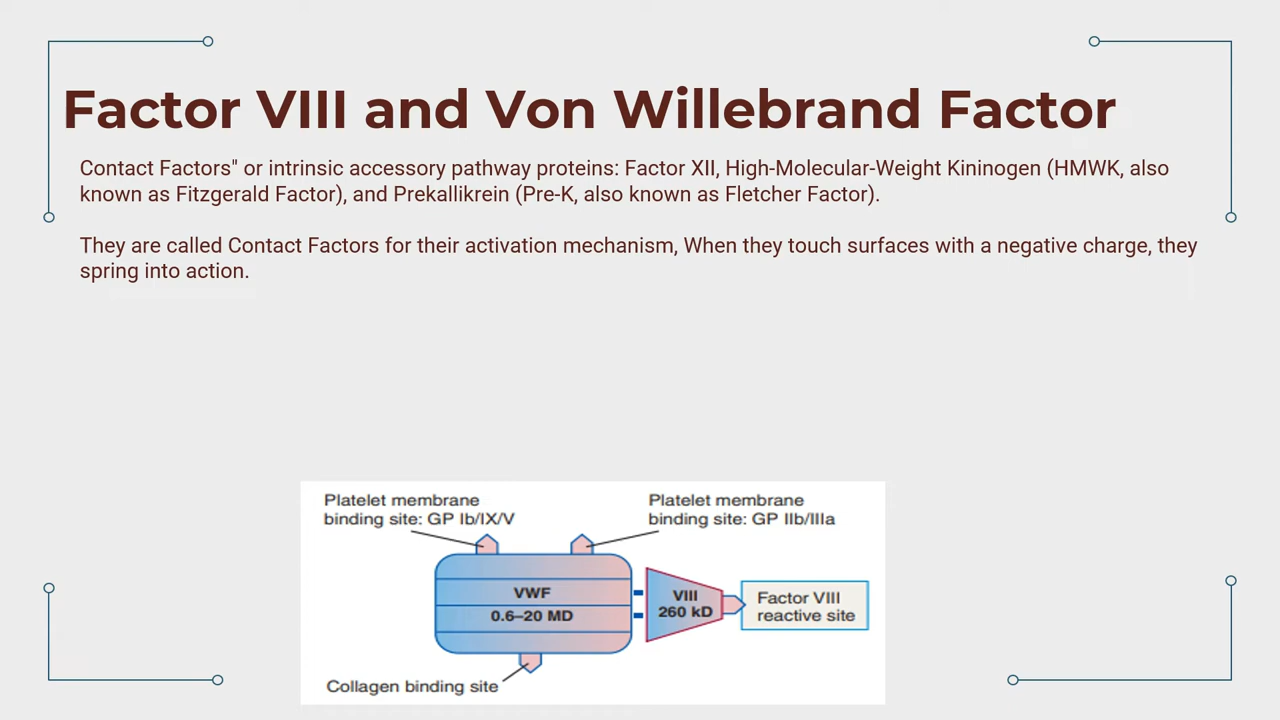 Factor VIII and Von Willebrand Factor
Contact Factors" or intrinsic accessory pathway proteins: Factor XII, High-Molecular-Weight Kininogen (HMWK, also
known as Fitzgerald Factor), and Prekallikrein (Pre-K, also known as Fletcher Factor).
They are called Contact Factors for their activation mechanism, When they touch surfaces with a negative charge, they
spring into action.
Platelet membrane
binding site: GP Ib/IX/V
Platelet membrane
binding site: GP IIb/IIIa
VWF
0.6–20 MD
VIII
260 kD
Factor VIII
reactive site
Collagen binding site